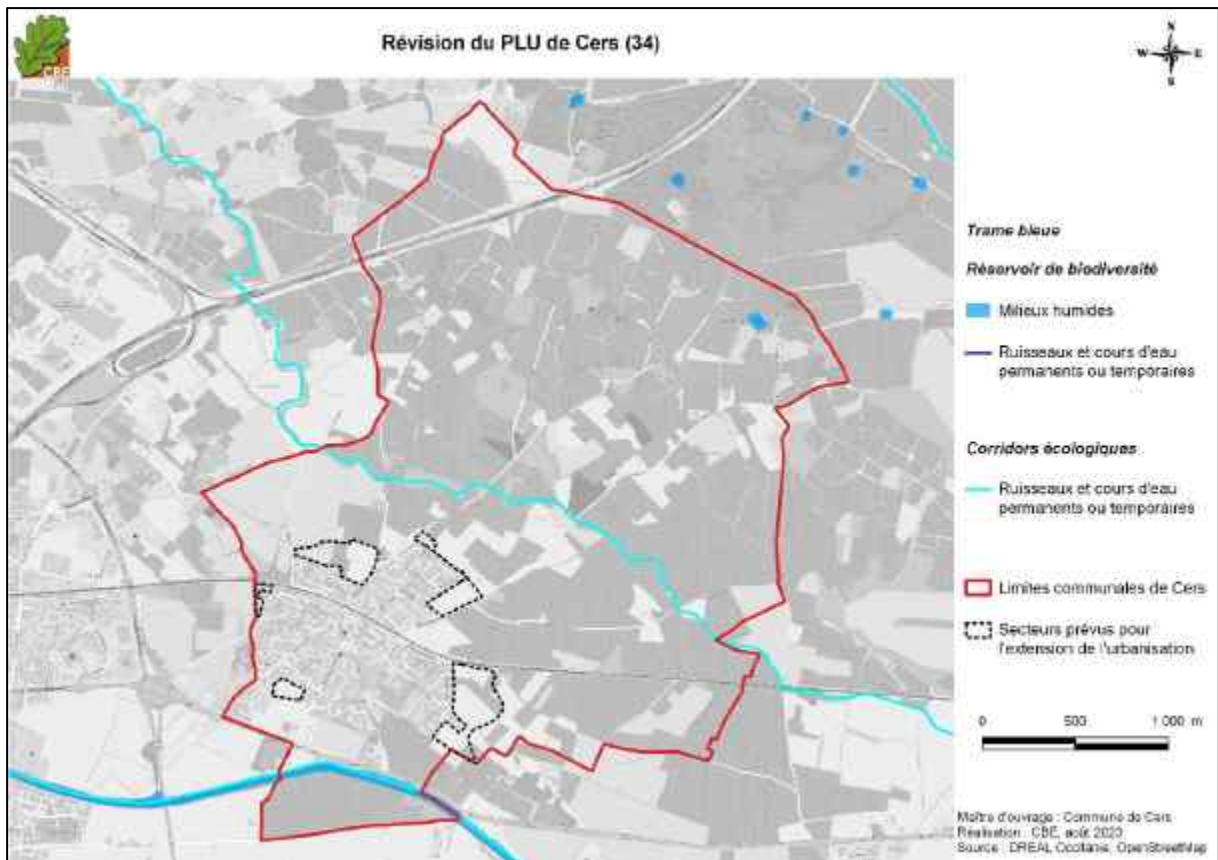 Révision du PLU de Cers (34)
CBE
N
W
E
S
Trame bleue
Réservoir de biodiversité
Milieux humides
Ruisseaux et cours d'eau
permanents ou temporaires
Corridors écologiques
Ruisseaux et cours d'eau
permanents ou temporaires
Limites communales de Cers
Secteurs prévus pour
l'extension de l'urbanisation
0
500
1 000 m
Maître d'ouvrage : Commune de Cers
Réalisation : CBE, août 2023
Source : DREAL Occitanie, OpenStreetMap